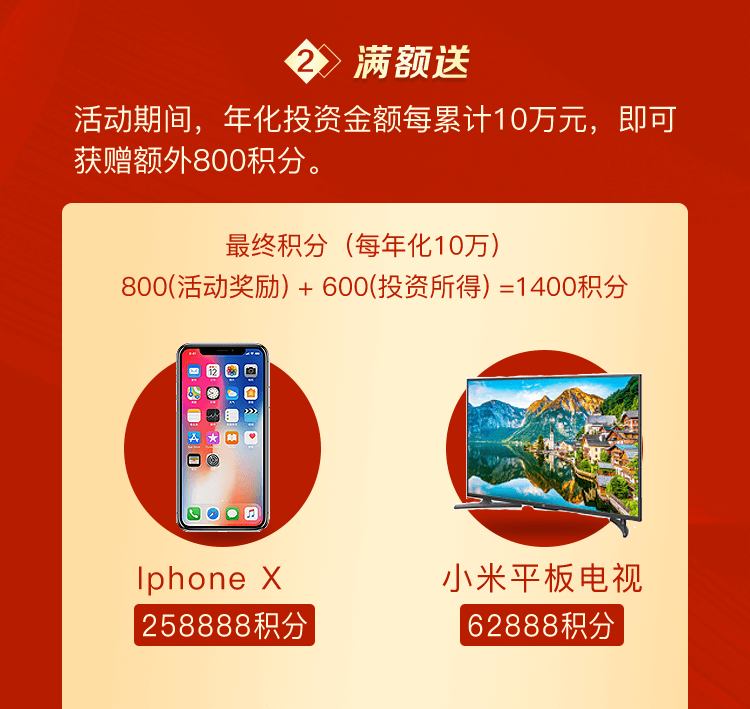 2 满额送
活动期间，年化投资金额每累计10万元，即可
获赠额外800积分。
最终积分（每年化10万）
800(活动奖励) + 600(投资所得) =1400积分
Iphone X
小米平板电视
258888积分
62888积分